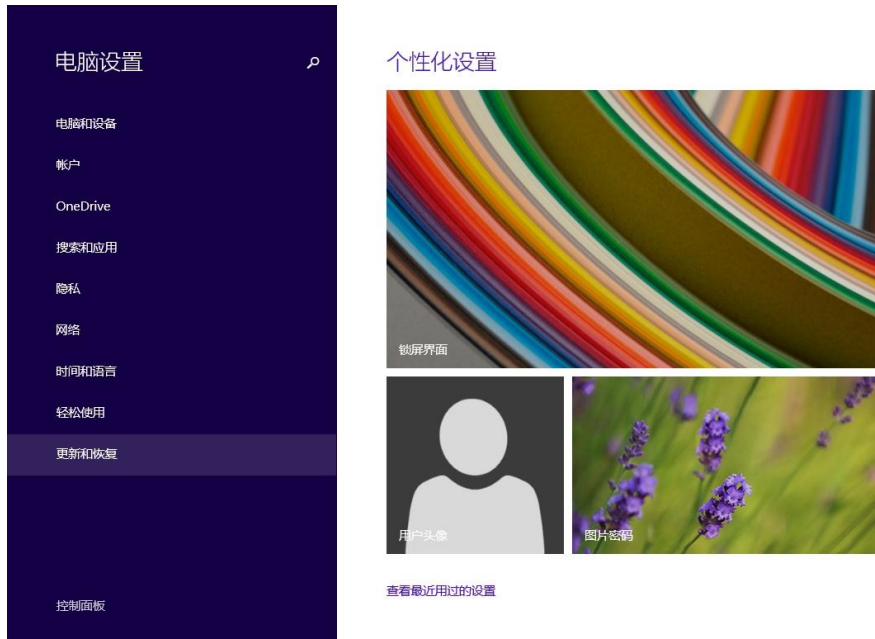 电脑设置
电脑和设备
帐户
OneDrive
搜索和应用
隐私
网络
时间和语言
轻松使用
更新和恢复
控制面板
个性化设置
锁屏界面
用户头像
图片密码
查看最近用过的设置